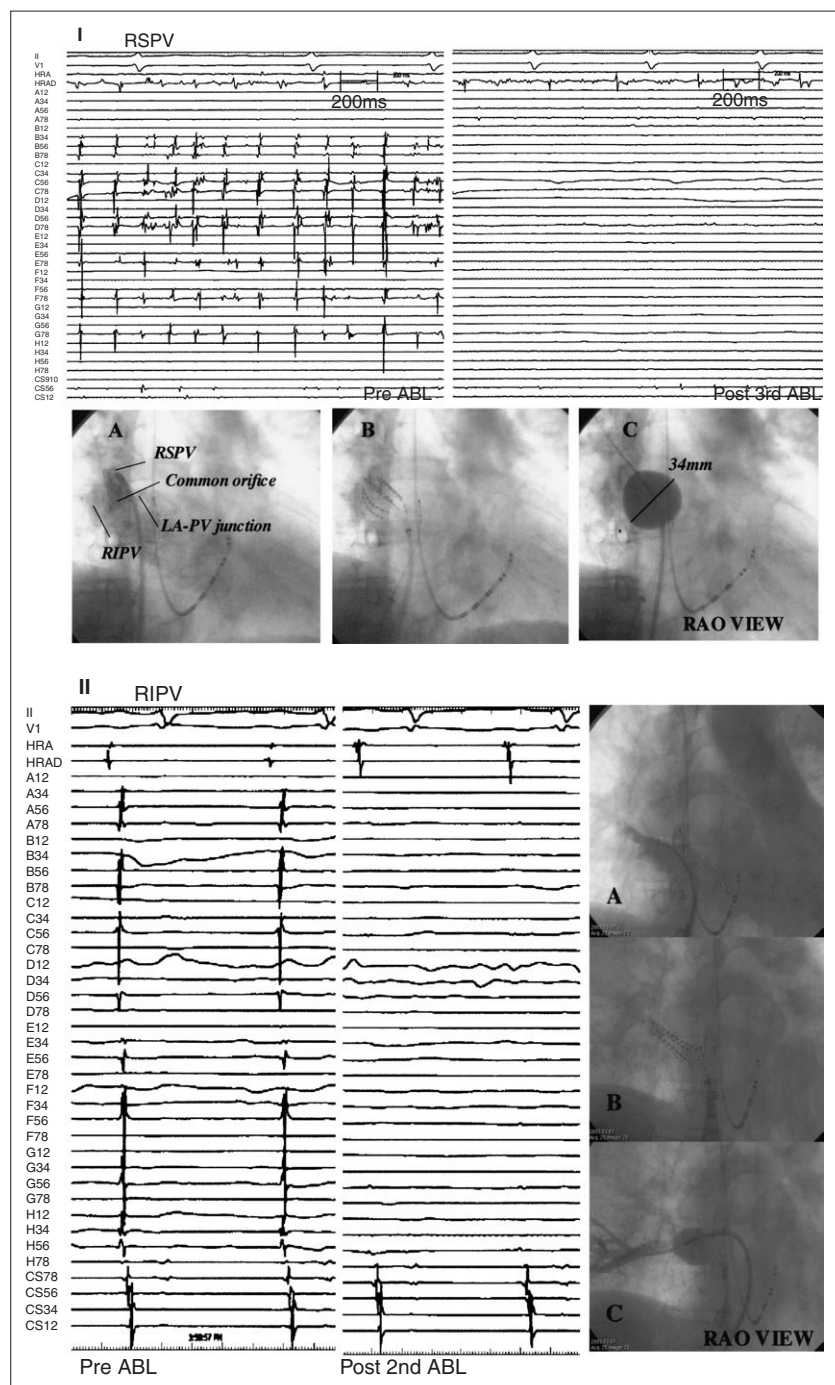 I
RSPV
II
V1
HRA
HRAD
A12
A34
A56
A78
B12
B34
B56
B78
C12
C34
C56
C78
D12
D34
D56
D78
E12
E34
E56
E78
F12
F34
F56
F78
G12
G34
G56
G78
H12
H34
H56
H78
CS910
CS56
CS12
200 ms
200ms
Pre ABL
200 ms
200ms
Post 3rd ABL
A
RSPV
Common orifice
LA-PV junction
RIPV
B
C
34mm
RAO VIEW
II
RIPV
II
V1
HRA
HRAD
A12
A34
A56
A78
B12
B34
B56
B78
C12
C34
C56
C78
D12
D34
D56
D78
E12
E34
E56
E78
F12
F34
F56
F78
G12
G34
G56
G78
H12
H34
H56
H78
CS78
CS56
CS34
CS12
Pre ABL
Post 2nd ABL
A
B
C
RAO VIEW